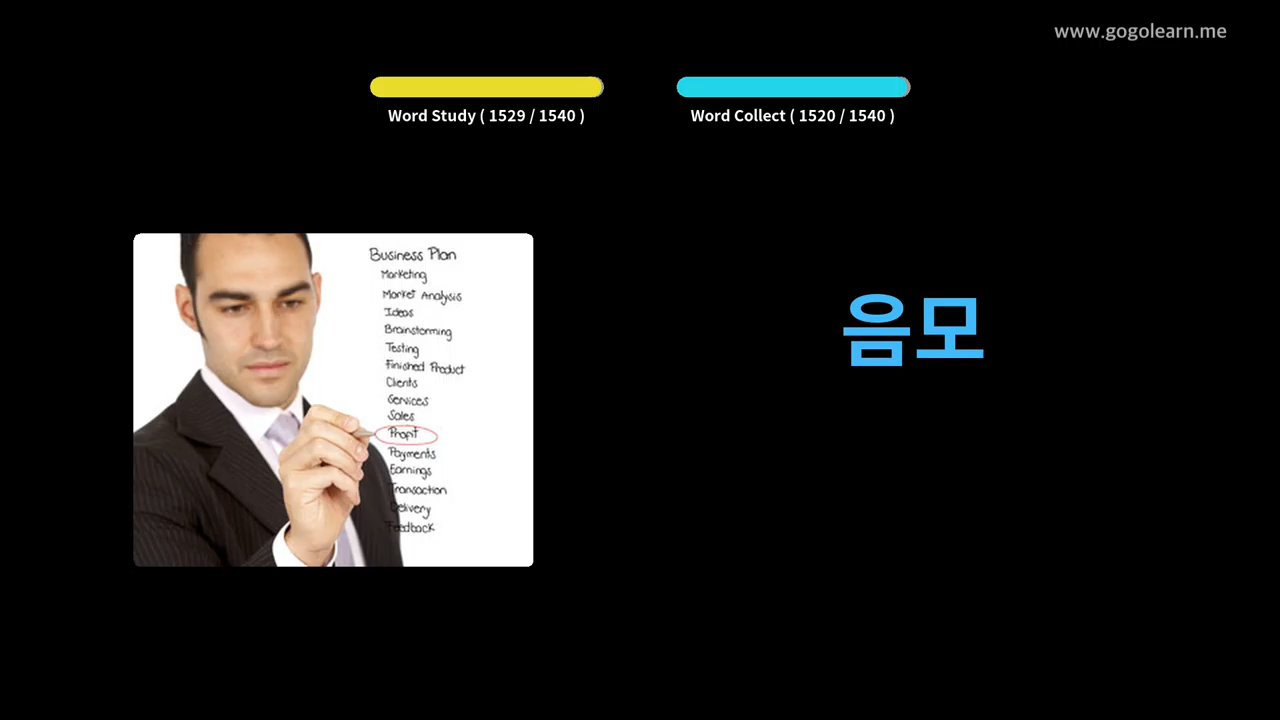 www.gogolearn.me
Word Study ( 1529 / 1540 )
Word Collect ( 1520 / 1540 )
Business Plan
Marketing
Market Analysis
Ideas
Brainstorming
Testing
Finished Product
Clients
Services
Sales
Profit
Payments
Earnings
Transaction
Delivery
Feedback
음모